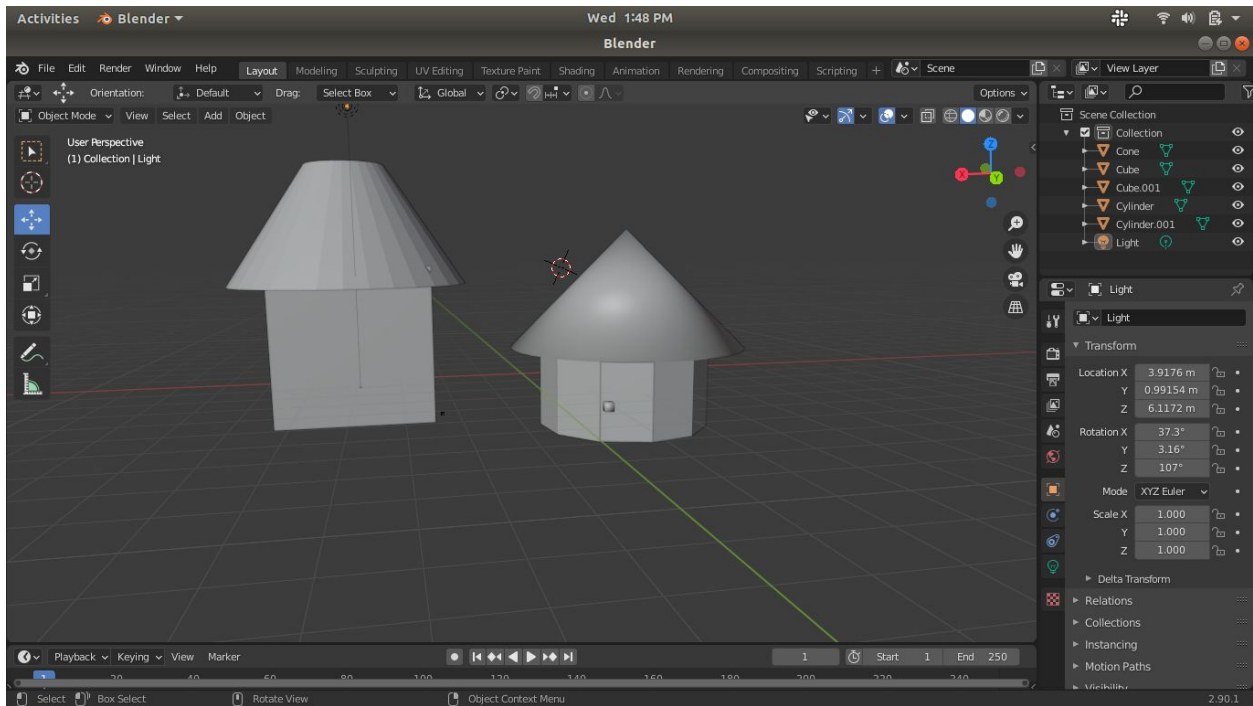 Activities Blender Wed 1:48 PM
Blender
File Edit Render Window Help Layout Modeling Sculpting UV Editing Texture Paint Shading Animation Rendering Compositing Scripting + Scene View Layer
Orientation: Default Drag: Select Box Global Options
Object Mode View Select Add Object
User Perspective
(1) Collection | Light
Z
X
Y
Scene Collection
Collection
Cone
Cube
Cube.001
Cylinder
Cylinder.001
Light
Light
Light
Transform
Location X 3.9176 m
Y 0.99154 m
Z 6.1172 m
Rotation X 37.3°
Y 3.16°
Z 107°
Mode XYZ Euler
Scale X 1.000
Y 1.000
Z 1.000
Delta Transform
Relations
Collections
Instancing
Motion Paths
Visibility
Playback Keying View Marker 1 Start 1 End 250
1 20 40 60 80 100 120 140 160 180 200 220 240
Select Box Select Rotate View Object Context Menu 2.90.1